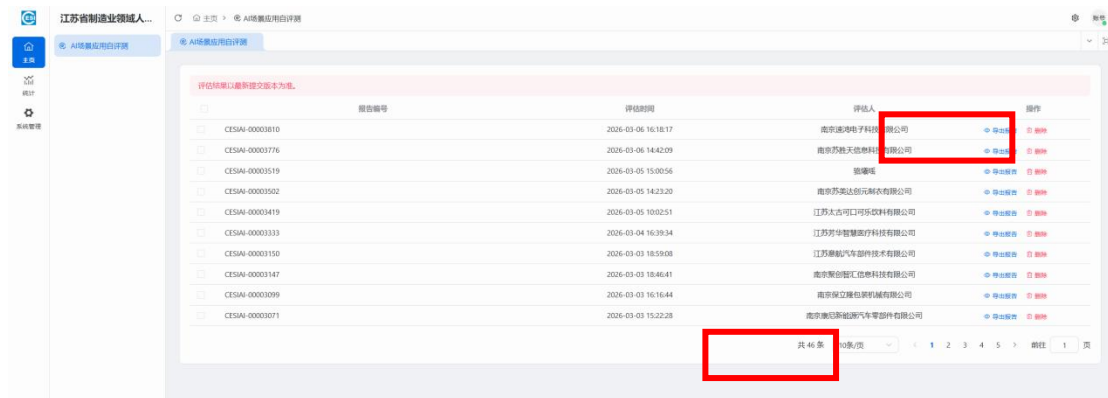 CESI
江苏省制造业领域人...
主页 > AI场景应用自评测
账号
主页
统计
系统管理
AI场景应用自评测
AI场景应用自评测
评估结果以最新提交版本为准。
报告编号 评估时间 评估人 操作
CESIAI-00003810 2026-03-06 16:18:17 南京速鸿电子科技有限公司 导出报告 删除
CESIAI-00003776 2026-03-06 14:42:09 南京苏胜天信息科技有限公司 导出报告 删除
CESIAI-00003519 2026-03-05 15:00:56 导出报告 删除
CESIAI-00003502 2026-03-05 14:23:20 南京苏美达创元制衣有限公司 导出报告 删除
CESIAI-00003419 2026-03-05 10:02:51 江苏太古可口可乐饮料有限公司 导出报告 删除
CESIAI-00003333 2026-03-04 16:39:34 江苏芳华智慧医疗科技有限公司 导出报告 删除
CESIAI-00003150 2026-03-03 18:59:08 航汽车部件技术有限公司 导出报告 删除
CESIAI-00003147 2026-03-03 18:46:41 南京聚创智汇信息科技有限公司 导出报告 删除
CESIAI-00003099 2026-03-03 16:16:44 南京保立隆包装机械有限公司 导出报告 删除
CESIAI-00003071 2026-03-03 15:22:28 南京康尼新能源汽车零部件有限公司 导出报告 删除
共 46 条 10条/页 < 1 2 3 4 5 > 前往 1 页